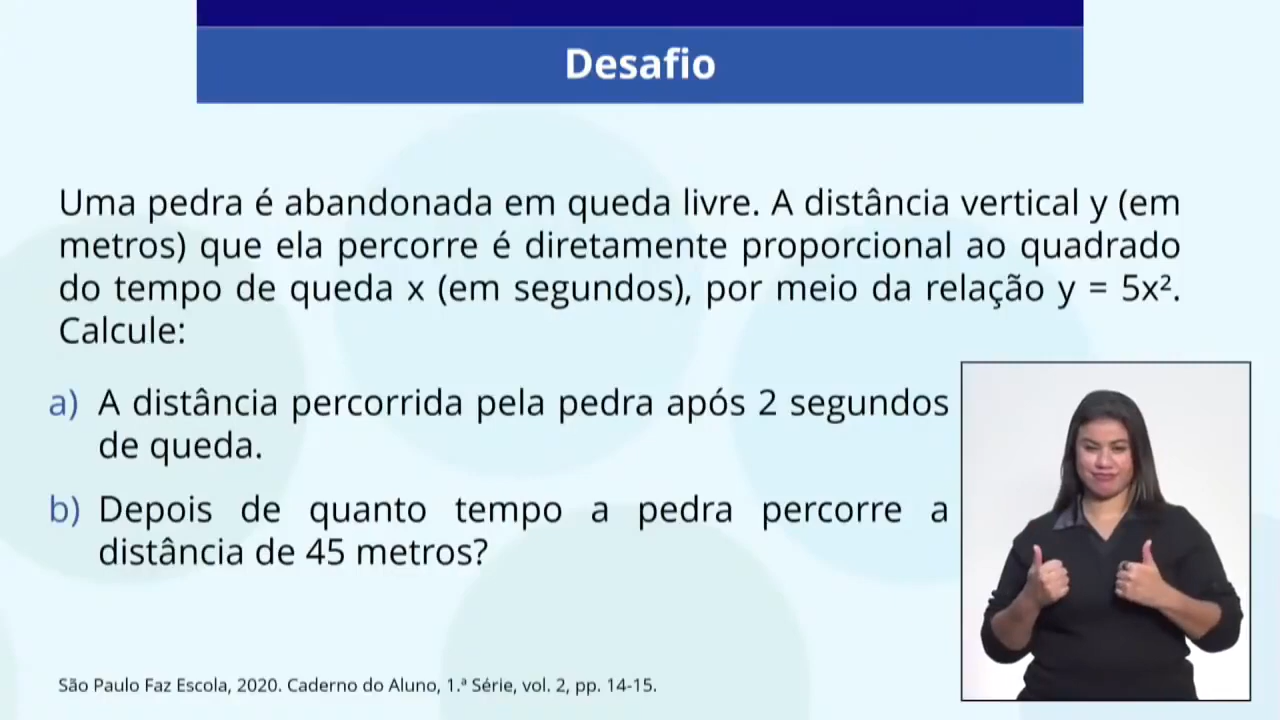 Desafio
Uma pedra é abandonada em queda livre. A distância vertical y (em
metros) que ela percorre é diretamente proporcional ao quadrado
do tempo de queda x (em segundos), por meio da relação y = 5x².
Calcule:
a) A distância percorrida pela pedra após 2 segundos
de queda.
b) Depois de quanto tempo a pedra percorre a
distância de 45 metros?
São Paulo Faz Escola, 2020. Caderno do Aluno, 1.ª Série, vol. 2, pp. 14-15.